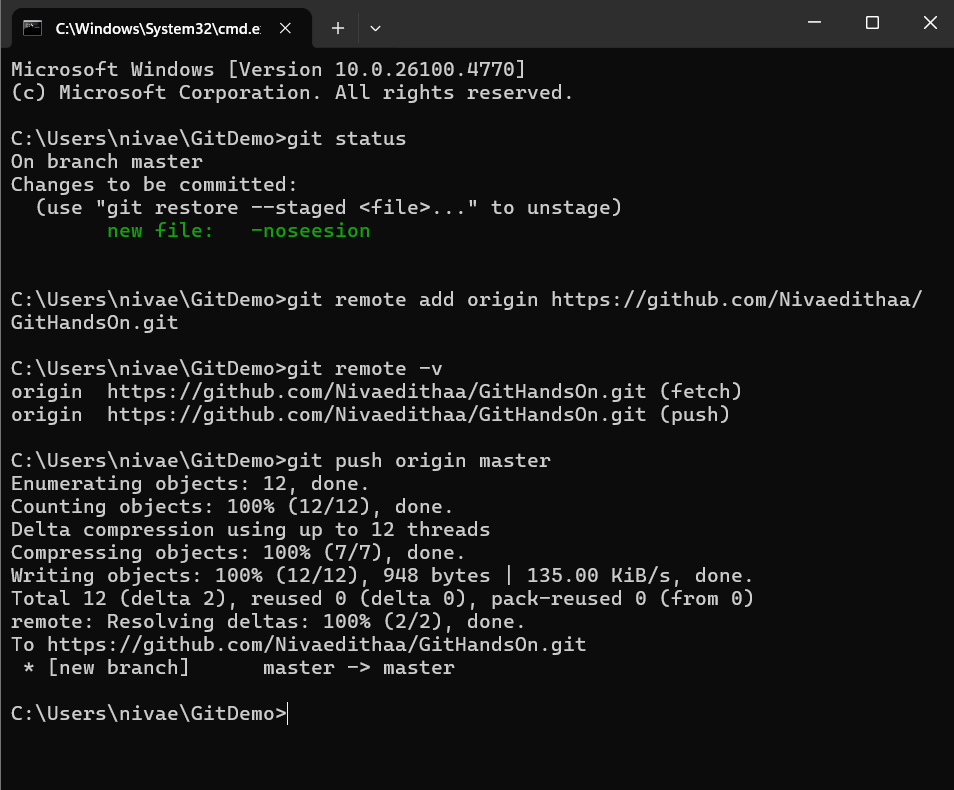 C:\Windows\System32\cmd.e
Microsoft Windows [Version 10.0.26100.4770]
(c) Microsoft Corporation. All rights reserved.
C:\Users\nivae\GitDemo>git status
On branch master
Changes to be committed:
  (use "git restore --staged <file>..." to unstage)
        new file:   -noseesion
C:\Users\nivae\GitDemo>git remote add origin https://github.com/Nivaedithaa/
GitHandsOn.git
C:\Users\nivae\GitDemo>git remote -v
origin  https://github.com/Nivaedithaa/GitHandsOn.git (fetch)
origin  https://github.com/Nivaedithaa/GitHandsOn.git (push)
C:\Users\nivae\GitDemo>git push origin master
Enumerating objects: 12, done.
Counting objects: 100% (12/12), done.
Delta compression using up to 12 threads
Compressing objects: 100% (7/7), done.
Writing objects: 100% (12/12), 948 bytes | 135.00 KiB/s, done.
Total 12 (delta 2), reused 0 (delta 0), pack-reused 0 (from 0)
remote: Resolving deltas: 100% (2/2), done.
To https://github.com/Nivaedithaa/GitHandsOn.git
 * [new branch]      master -> master
C:\Users\nivae\GitDemo>